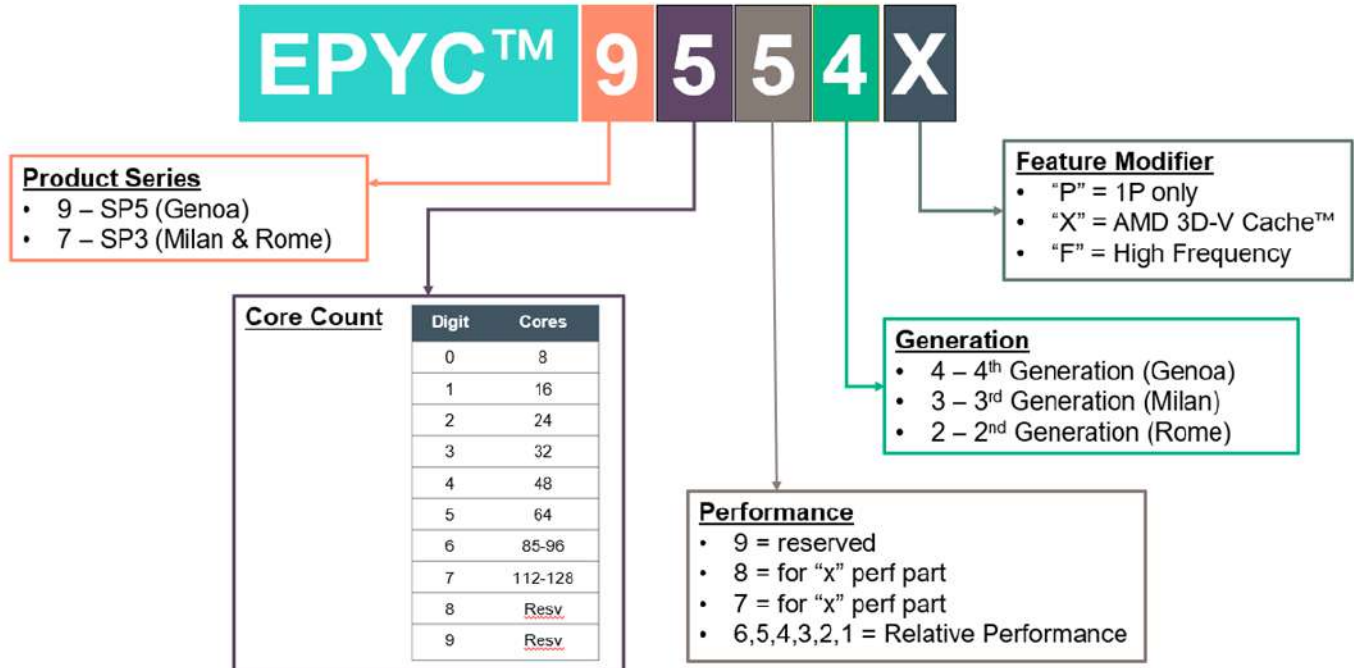 EPYC™ 9 5 5 4 X
Product Series
• 9 – SP5 (Genoa)
• 7 – SP3 (Milan & Rome)
Feature Modifier
• “P” = 1P only
• “X” = AMD 3D-V Cache™
• “F” = High Frequency
Core Count
Digit Cores
0 8
1 16
2 24
3 32
4 48
5 64
6 85-96
7 112-128
8 Resv
9 Resv
Generation
• 4 – 4th Generation (Genoa)
• 3 – 3rd Generation (Milan)
• 2 – 2nd Generation (Rome)
Performance
• 9 = reserved
• 8 = for “x” perf part
• 7 = for “x” perf part
• 6,5,4,3,2,1 = Relative Performance